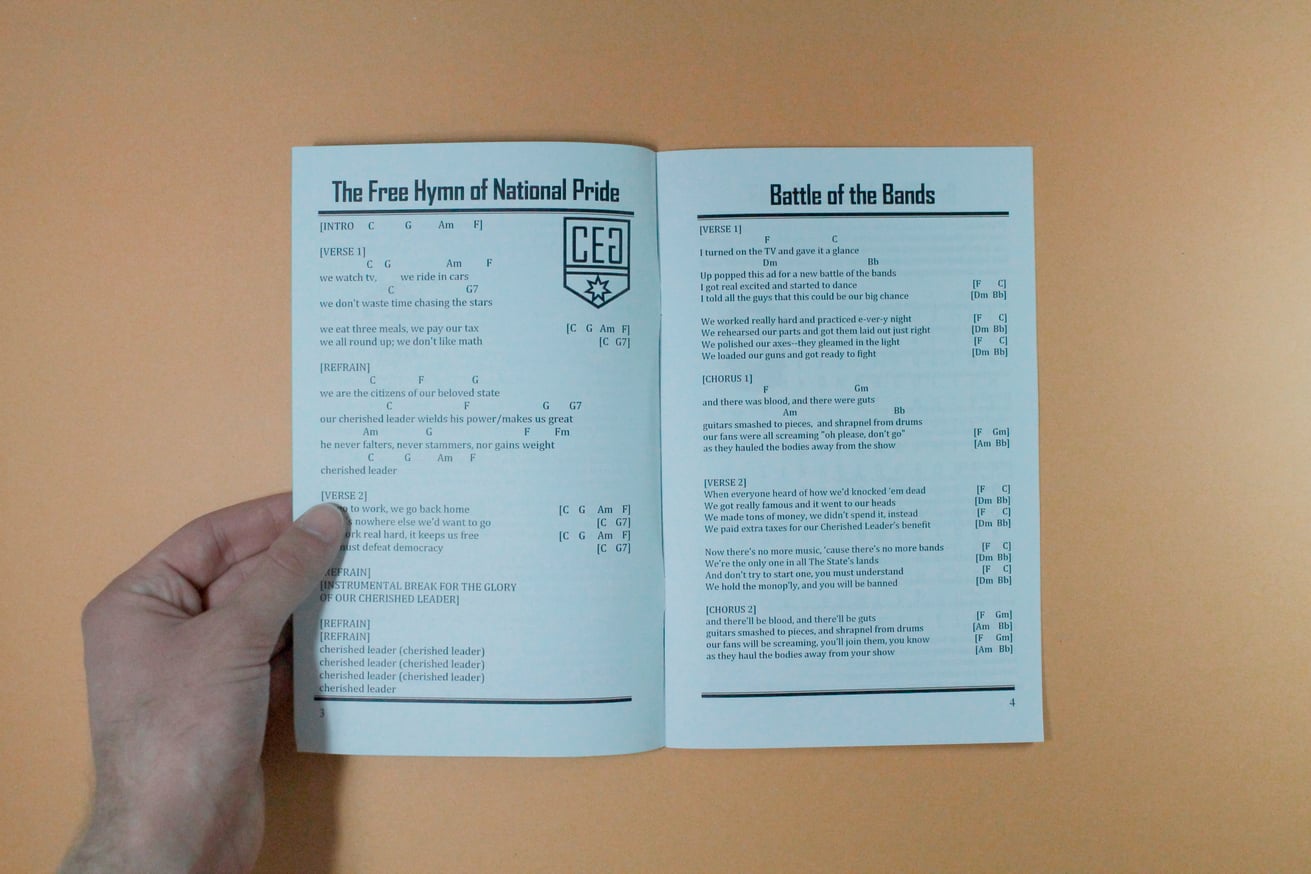 The Free Hymn of National Pride
[INTRO C G Am F]
CEG
[VERSE 1]
C G Am F
we watch tv, we ride in cars
C G7
we don't waste time chasing the stars
we eat three meals, we pay our tax [C G Am F]
we all round up; we don't like math [C G7]
[REFRAIN]
C F G
we are the citizens of our beloved state
C F G G7
our cherished leader wields his power/makes us great
Am G F Fm
he never falters, never stammers, nor gains weight
C G Am F
cherished leader
[VERSE 2]
to work, we go back home [C G Am F]
nowhere else we'd want to go [C G7]
real hard, it keeps us free [C G Am F]
defeat democracy [C G7]
[REFRAIN]
[INSTRUMENTAL BREAK FOR THE GLORY
OF OUR CHERISHED LEADER]
[REFRAIN]
[REFRAIN]
cherished leader (cherished leader)
cherished leader (cherished leader)
cherished leader (cherished leader)
cherished leader
3
Battle of the Bands
[VERSE 1]
F C
I turned on the TV and gave it a glance
Dm Bb
Up popped this ad for a new battle of the bands
I got real excited and started to dance [F C]
I told all the guys that this could be our big chance [Dm Bb]
We worked really hard and practiced e-ver-y night [F C]
We rehearsed our parts and got them laid out just right [Dm Bb]
We polished our axes--they gleamed in the light [F C]
We loaded our guns and got ready to fight [Dm Bb]
[CHORUS 1]
F Gm
and there was blood, and there were guts
Am Bb
guitars smashed to pieces, and shrapnel from drums
our fans were all screaming "oh please, don't go" [F Gm]
as they hauled the bodies away from the show [Am Bb]
[VERSE 2]
When everyone heard of how we'd knocked 'em dead [F C]
We got really famous and it went to our heads [Dm Bb]
We made tons of money, we didn't spend it, instead [F C]
We paid extra taxes for our Cherished Leader's benefit [Dm Bb]
Now there's no more music, 'cause there's no more bands [F C]
We're the only one in all The State's lands [Dm Bb]
And don't try to start one, you must understand [F C]
We hold the monop'ly, and you will be banned [Dm Bb]
[CHORUS 2]
and there'll be blood, and there'll be guts [F Gm]
guitars smashed to pieces, and shrapnel from drums [Am Bb]
our fans will be screaming, you'll join them, you know [F Gm]
as they haul the bodies away from your show [Am Bb]
4